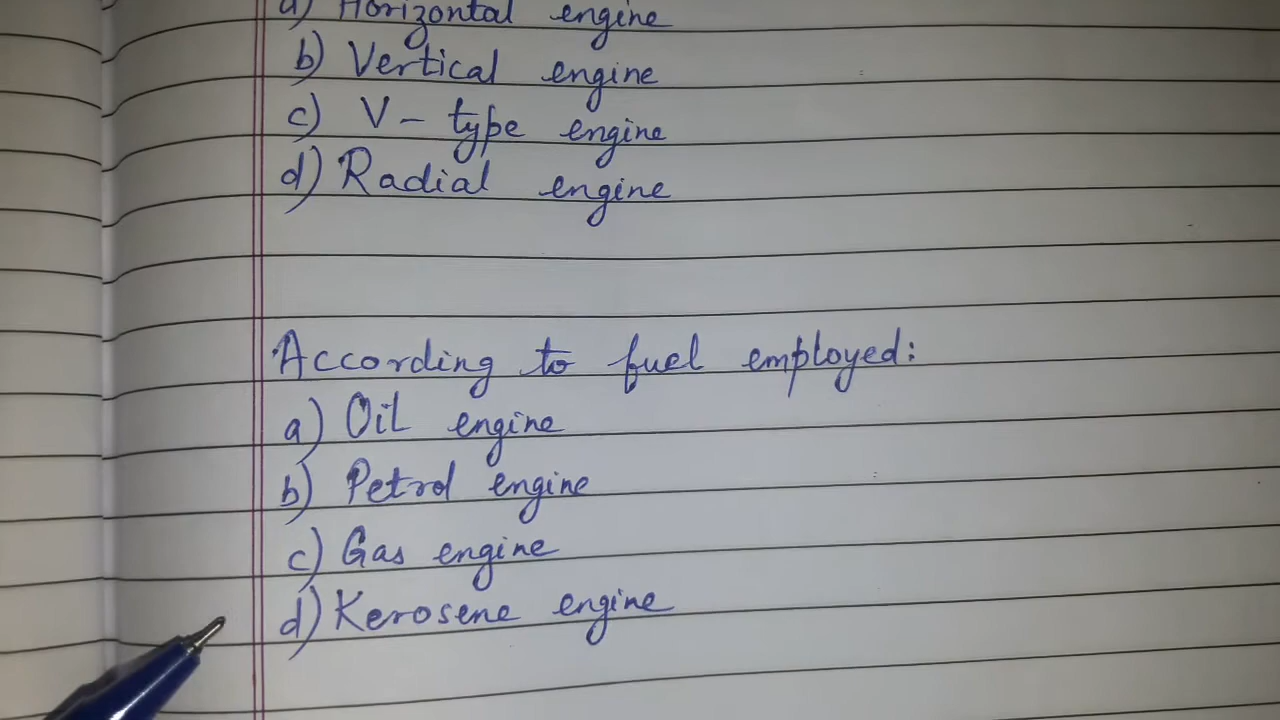 a) Horizontal engine
b) Vertical engine
c) V - type engine
d) Radial engine
According to fuel employed:
a) Oil engine
b) Petrol engine
c) Gas engine
d) Kerosene engine